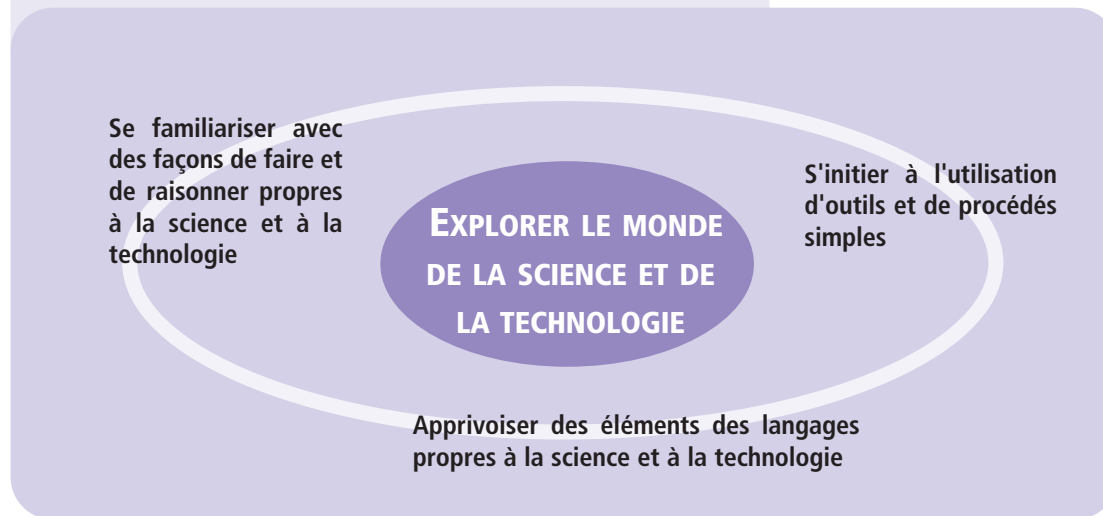 Se familiariser avec
des façons de faire et
de raisonner propres
à la science et à la
technologie
EXPLORER LE MONDE
DE LA SCIENCE ET DE
LA TECHNOLOGIE
S'initier à l'utilisation
d'outils et de procédés
simples
Apprivoiser des éléments des langages
propres à la science et à la technologie